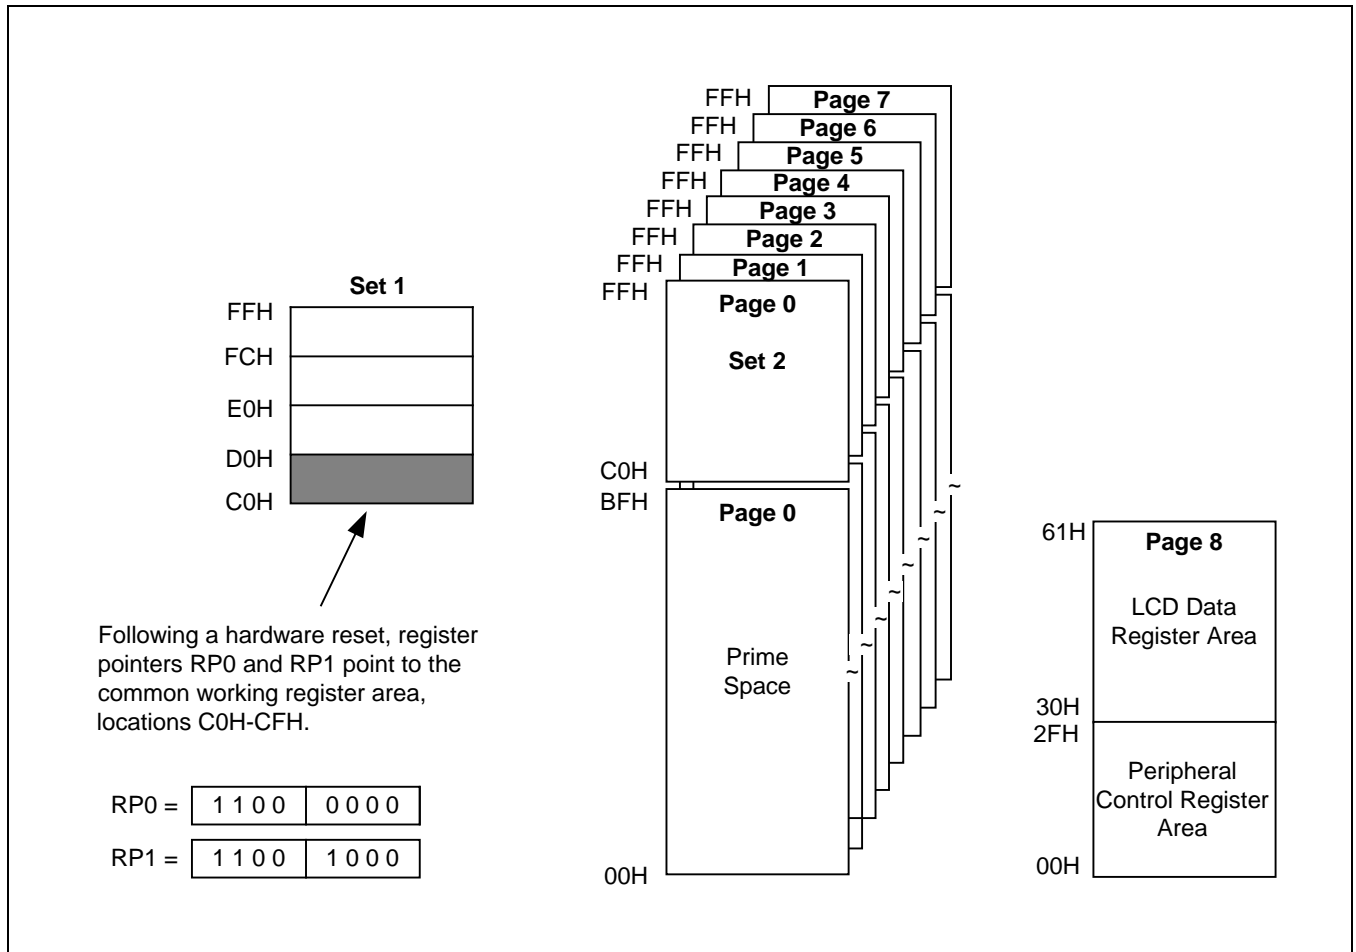 Set 1
FFH
FCH
E0H
D0H
C0H
Following a hardware reset, register
pointers RP0 and RP1 point to the
common working register area,
locations C0H-CFH.
RP0 = 1 1 0 0 0 0 0 0
RP1 = 1 1 0 0 1 0 0 0
FFH Page 7
FFH Page 6
FFH Page 5
FFH Page 4
FFH Page 3
FFH Page 2
FFH Page 1
FFH Page 0
Set 2
C0H
BFH Page 0
Prime
Space
00H
~ ~ ~ ~ ~ ~ ~ ~
~ ~ ~ ~ ~ ~
61H Page 8
LCD Data
Register Area
30H
2FH
Peripheral
Control Register
Area
00H